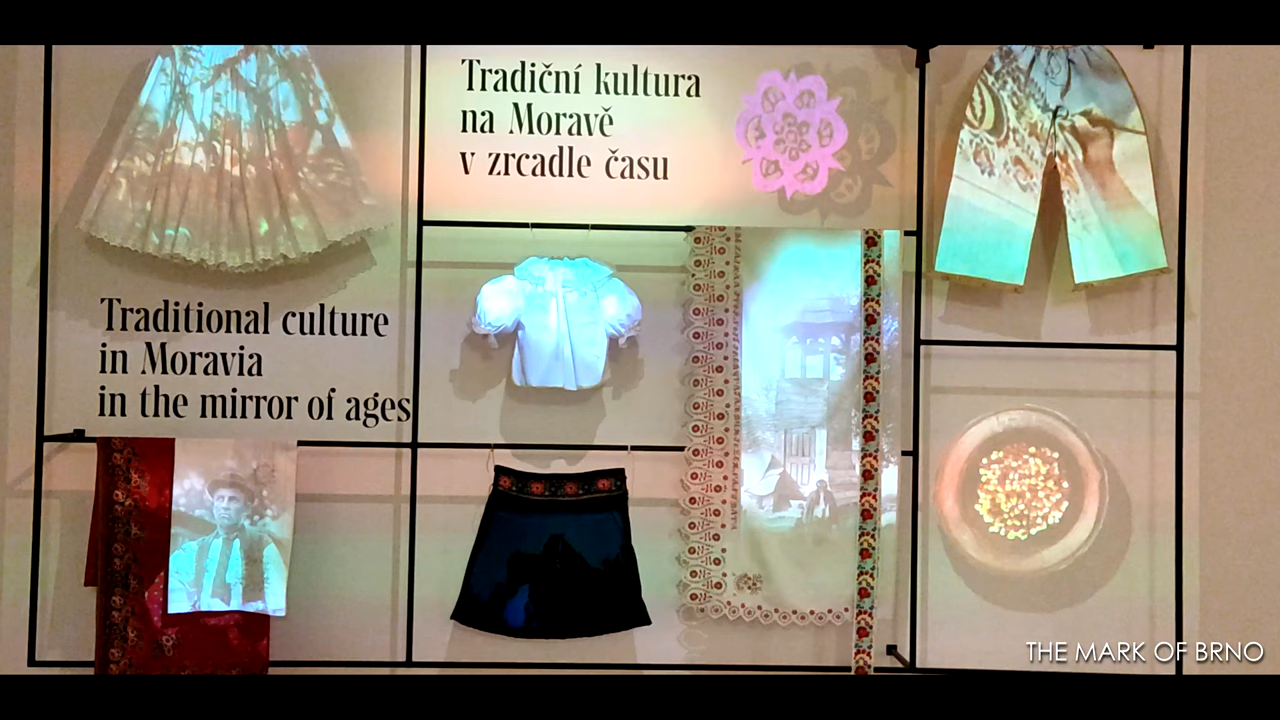 Tradiční kultura
na Moravě
v zrcadle času
Traditional culture
in Moravia
in the mirror of ages
THE MARK OF BRNO